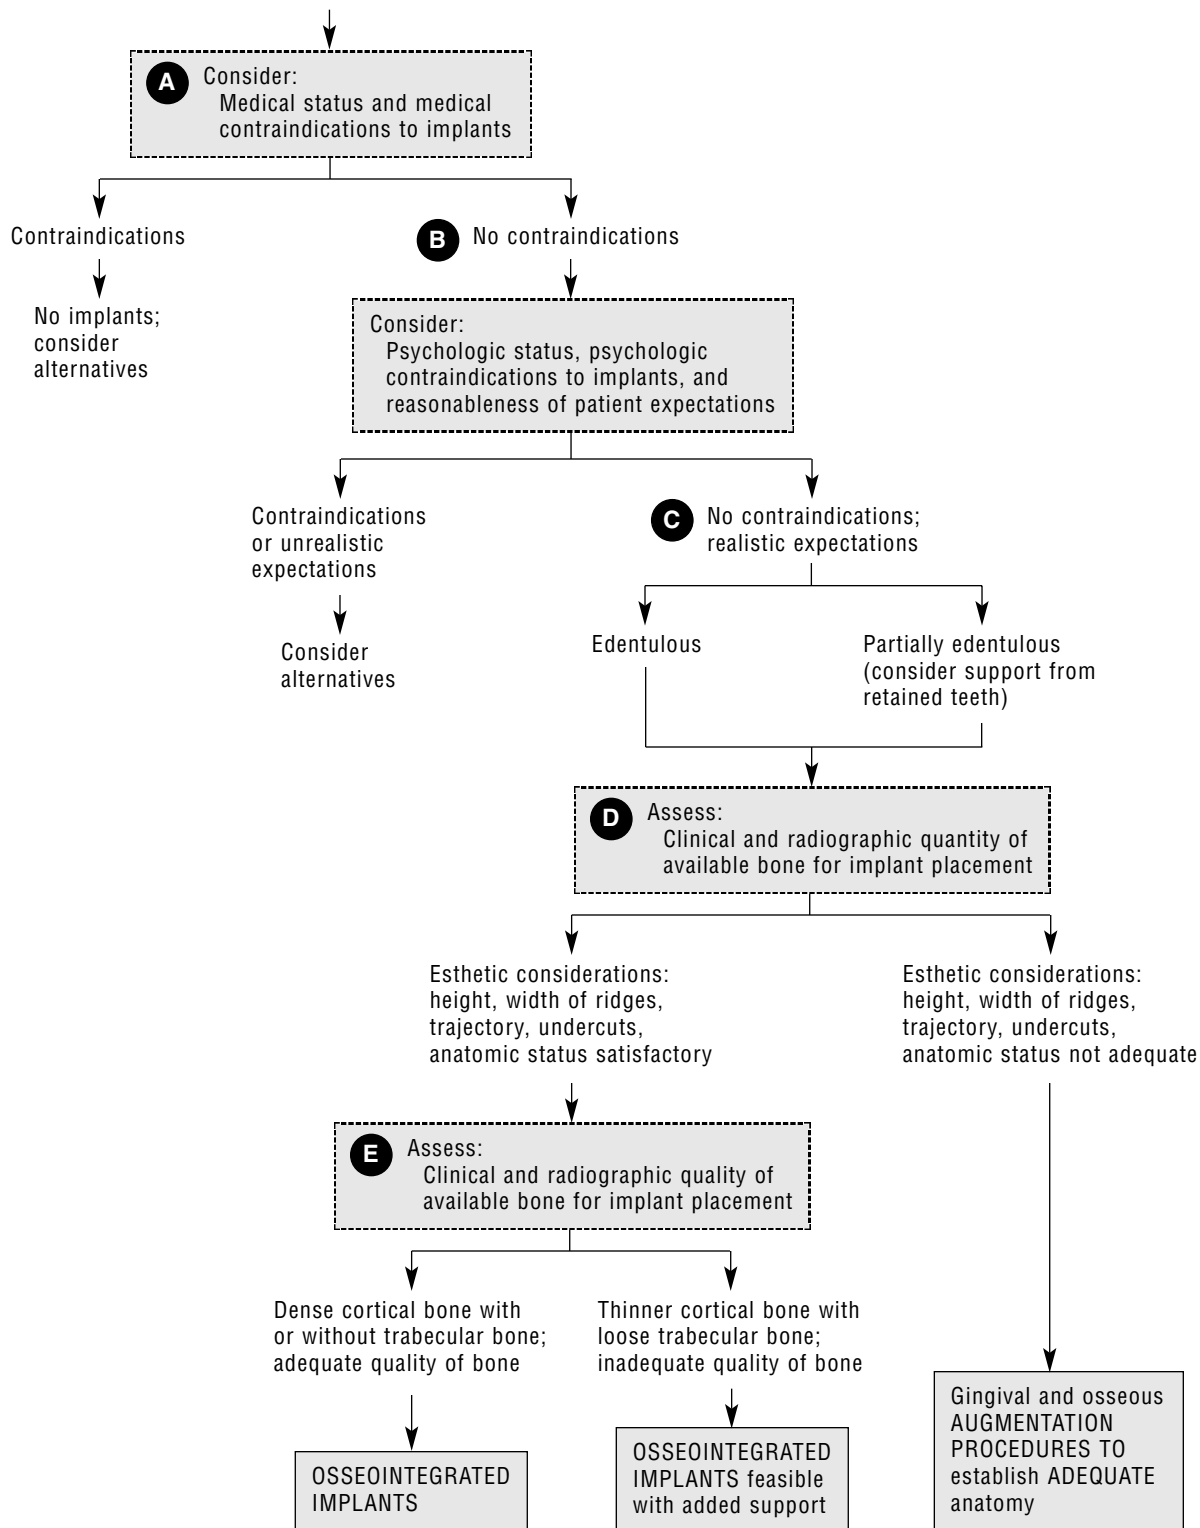 A
Consider:
Medical status and medical
contraindications to implants
Contraindications
B
No contraindications
No implants;
consider
alternatives
Consider:
Psychologic status, psychologic
contraindications to implants, and
reasonableness of patient expectations
Contraindications
or unrealistic
expectations
C
No contraindications;
realistic expectations
Consider
alternatives
Edentulous
Partially edentulous
(consider support from
retained teeth)
D
Assess:
Clinical and radiographic quantity of
available bone for implant placement
Esthetic considerations:
height, width of ridges,
trajectory, undercuts,
anatomic status satisfactory
Esthetic considerations:
height, width of ridges,
trajectory, undercuts,
anatomic status not adequate
E
Assess:
Clinical and radiographic quality of
available bone for implant placement
Dense cortical bone with
or without trabecular bone;
adequate quality of bone
Thinner cortical bone with
loose trabecular bone;
inadequate quality of bone
OSSEOINTEGRATED
IMPLANTS
OSSEOINTEGRATED
IMPLANTS feasible
with added support
Gingival and osseous
AUGMENTATION
PROCEDURES TO
establish ADEQUATE
anatomy